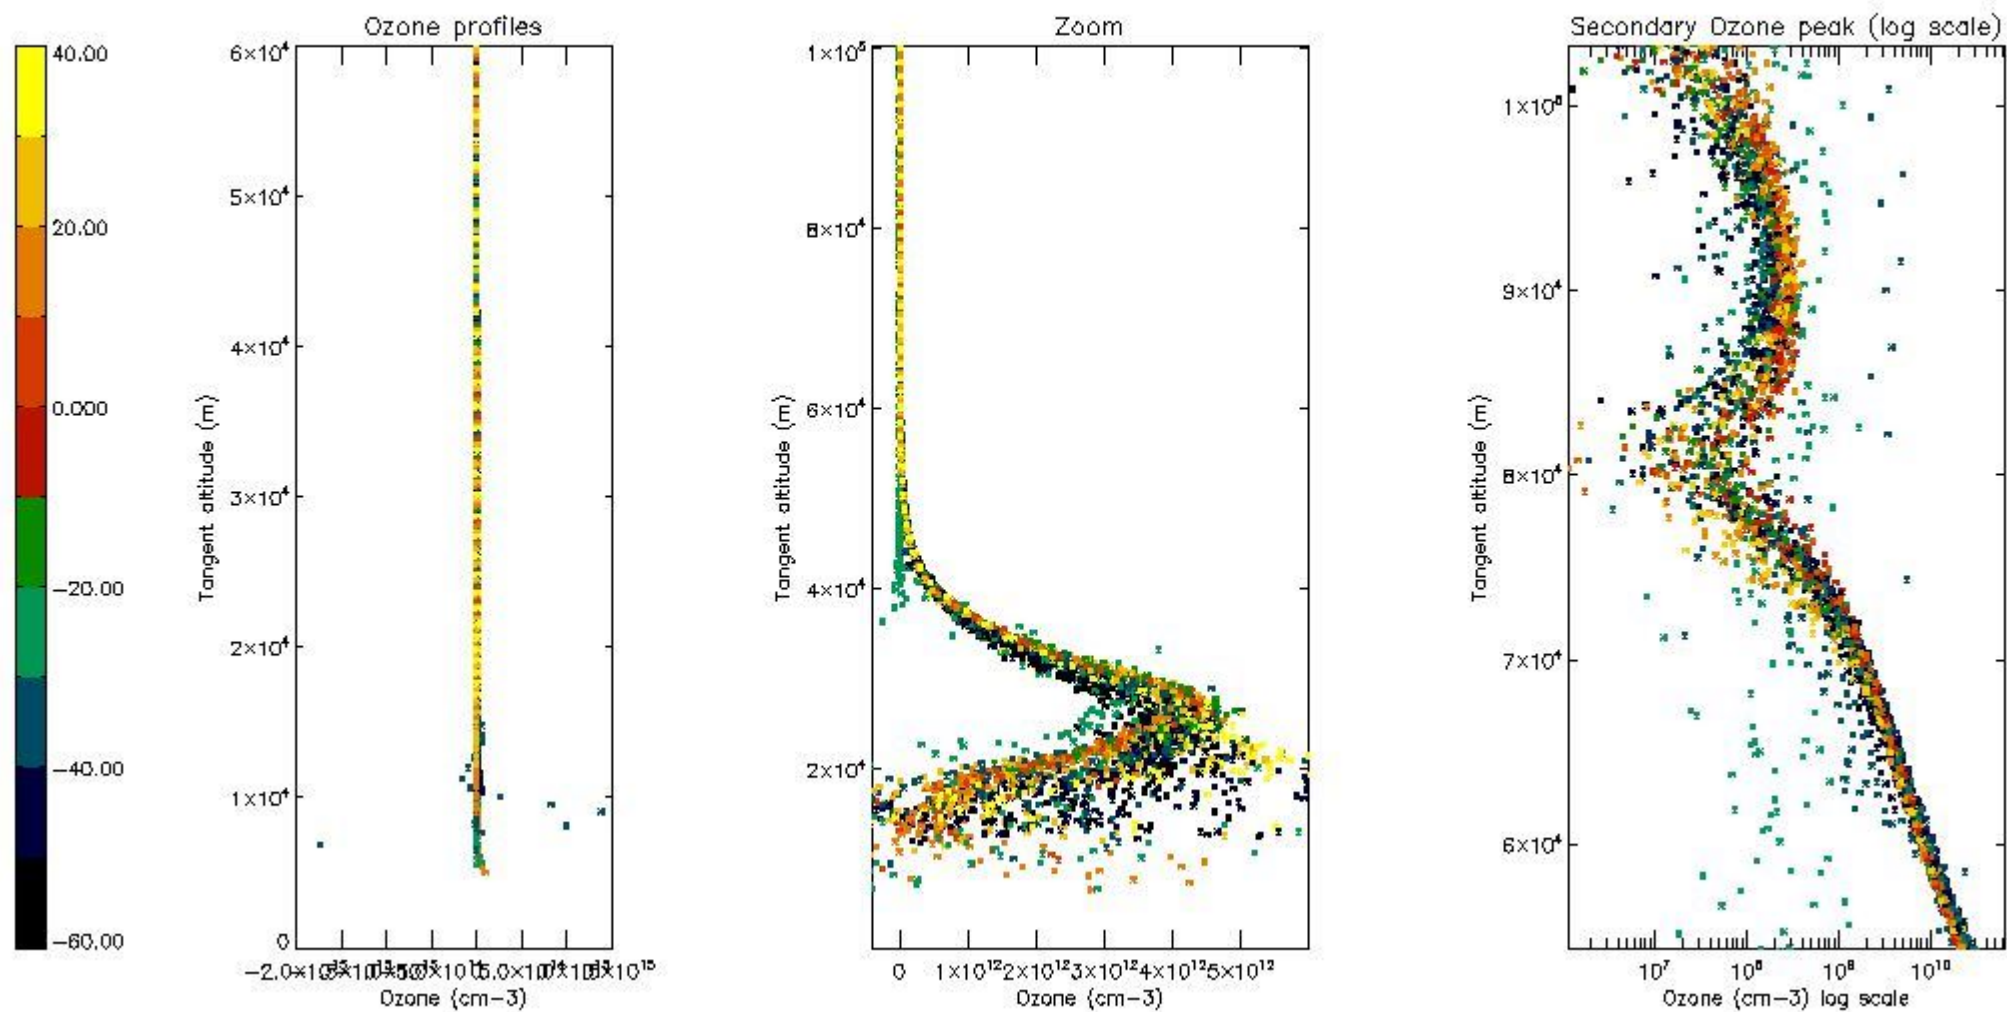 Ozone profiles
Zoom
Secondary Ozone peak (log scale)
40.00
20.00
0.000
-20.00
-40.00
-60.00
6×10⁴
5×10⁴
4×10⁴
3×10⁴
2×10⁴
1×10⁴
0
Tangent altitude (m)
Ozone (cm-3)
1×10⁵
8×10⁴
6×10⁴
4×10⁴
2×10⁴
Tangent altitude (m)
0 1×10¹² 2×10¹² 3×10¹² 4×10¹² 5×10¹²
Ozone (cm-3)
1×10⁵
9×10⁴
8×10⁴
7×10⁴
6×10⁴
Tangent altitude (m)
10⁷ 10⁸ 10⁹ 10¹⁰
Ozone (cm-3) log scale